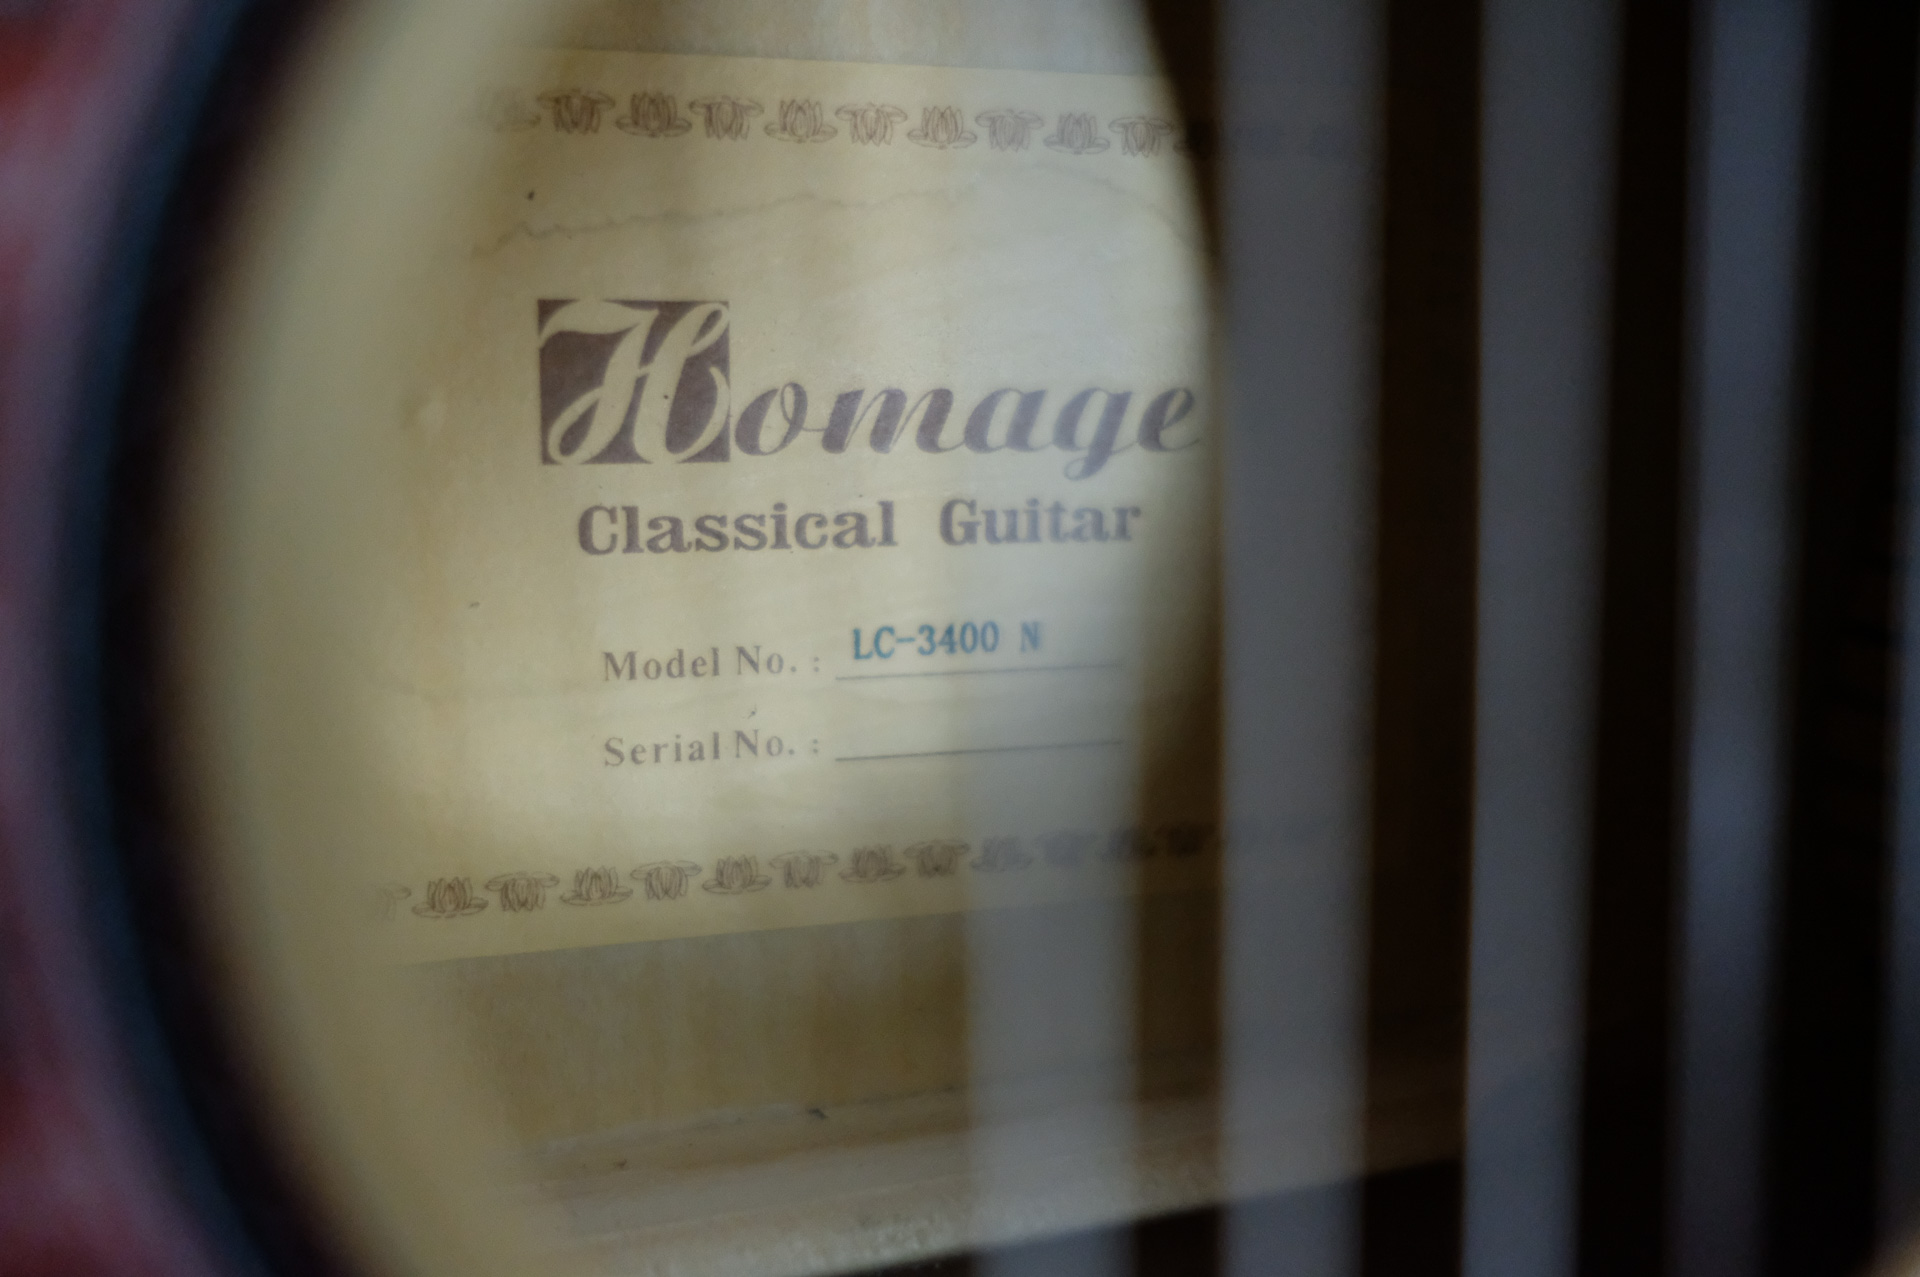 Homage
Classical Guitar
Model No. : LC-3400 N
Serial No. :